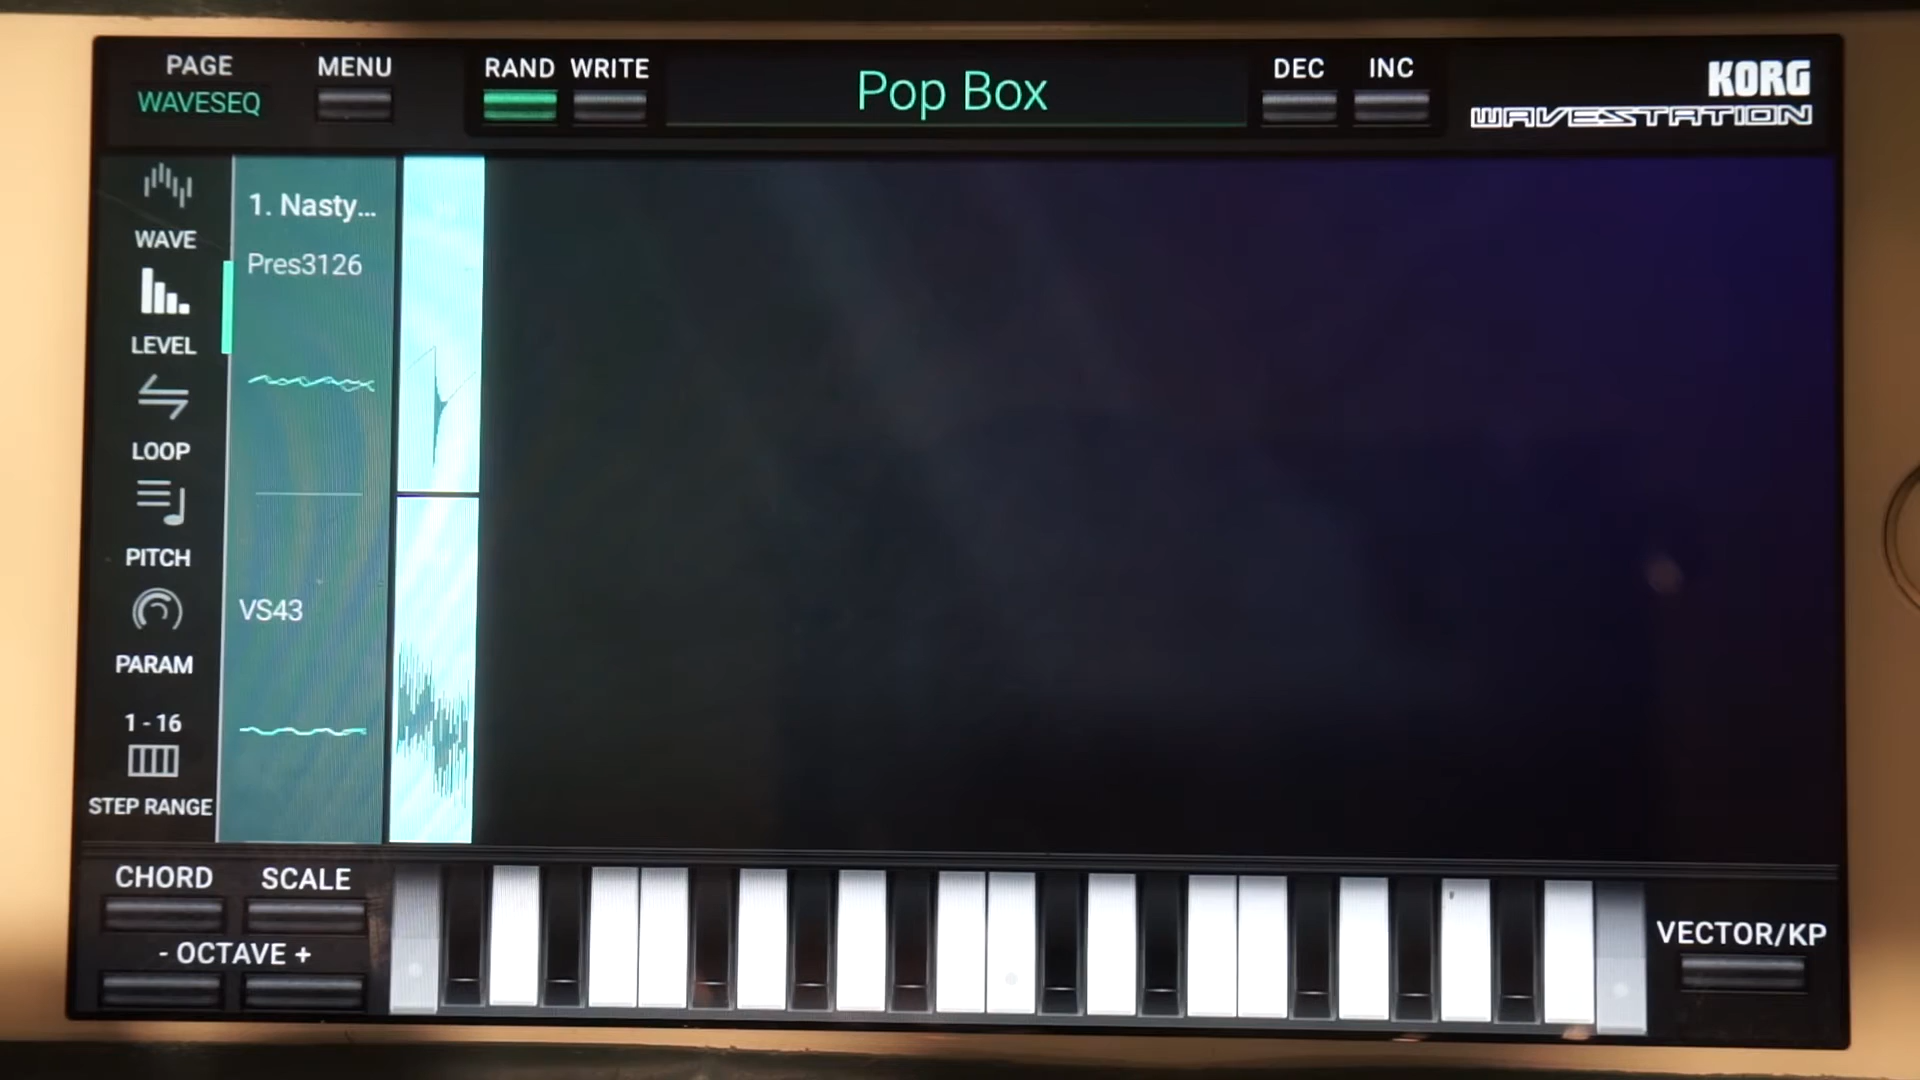 PAGE
WAVESEQ
MENU
RAND
WRITE
Pop Box
DEC
INC
KORG
WAVESTATION
WAVE
LEVEL
LOOP
PITCH
PARAM
1 - 16
STEP RANGE
1. Nasty...
Pres3126
VS43
CHORD
SCALE
- OCTAVE +
VECTOR/KP